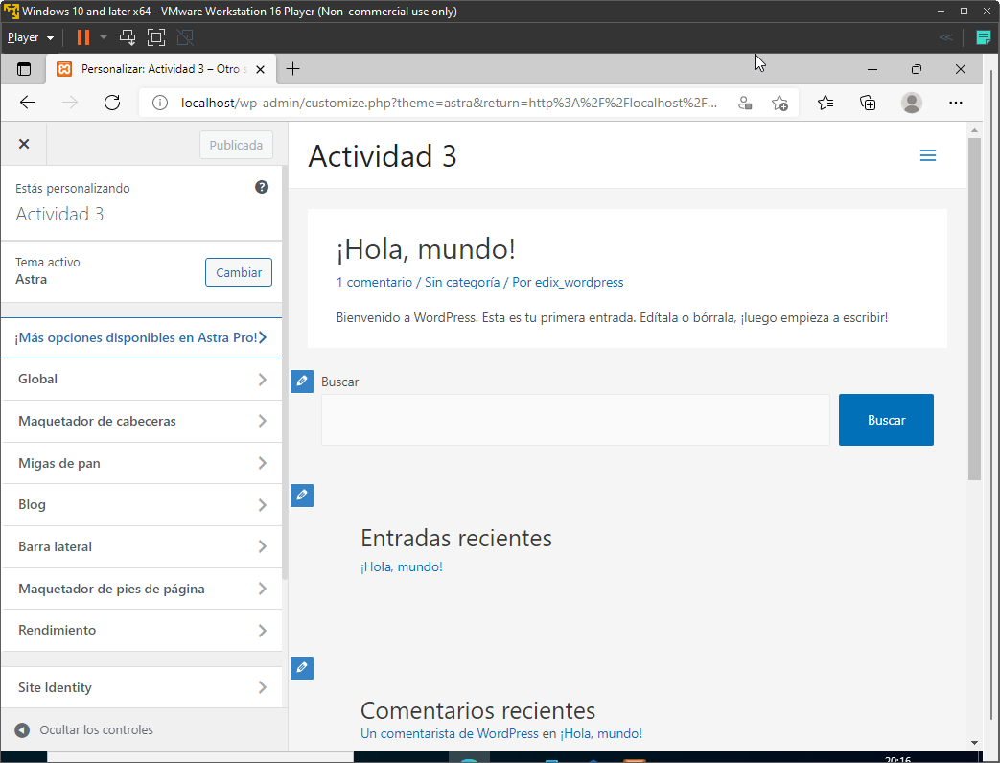 Windows 10 and later x64 - VMware Workstation 16 Player (Non-commercial use only)
Player
Personalizar: Actividad 3 – Otro s
localhost/wp-admin/customize.php?theme=astra&return=http%3A%2F%2Flocalhost%2F...
Publicada
Estás personalizando
Actividad 3
Tema activo
Astra
Cambiar
¡Más opciones disponibles en Astra Pro!
Global
Maquetador de cabeceras
Migas de pan
Blog
Barra lateral
Maquetador de pies de página
Rendimiento
Site Identity
Ocultar los controles
Actividad 3
¡Hola, mundo!
1 comentario / Sin categoría / Por edix_wordpress
Bienvenido a WordPress. Esta es tu primera entrada. Edítala o bórrala, ¡luego empieza a escribir!
Buscar
Buscar
Entradas recientes
¡Hola, mundo!
Comentarios recientes
Un comentarista de WordPress en ¡Hola, mundo!
20:16